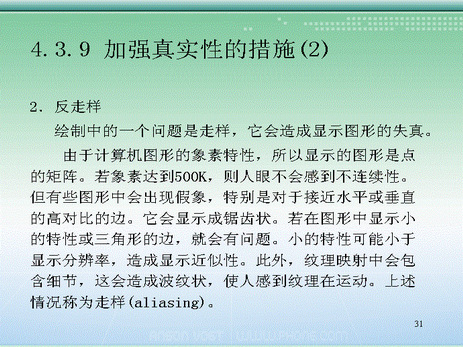 4.3.9 加强真实性的措施(2)
2．反走样
绘制中的一个问题是走样，它会造成显示图形的失真。
由于计算机图形的象素特性，所以显示的图形是点
的矩阵。若象素达到500K，则人眼不会感到不连续性。
但有些图形中会出现假象，特别是对于接近水平或垂直
的高对比的边。它会显示成锯齿状。若在图形中显示小
的特性或三角形的边，就会有问题。小的特性可能小于
显示分辨率，造成显示近似性。此外，纹理映射中会包
含细节，这会造成波纹状，使人感到纹理在运动。上述
情况称为走样(aliasing)。
31